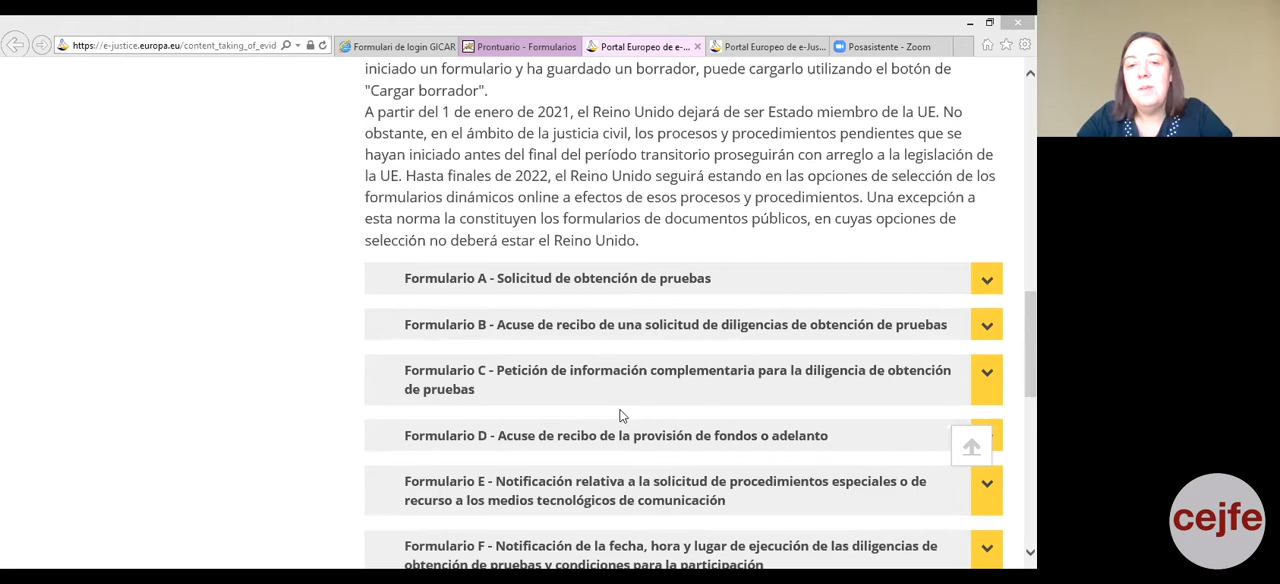 https://e-justice.europa.eu/content_taking_of_evid
Formulari de login GICAR
Prontuario - Formularios
Portal Europeo de e-...
Portal Europeo de e-Jus...
Posasistente - Zoom
iniciado un formulario y ha guardado un borrador, puede cargarlo utilizando el botón de
"Cargar borrador".
A partir del 1 de enero de 2021, el Reino Unido dejará de ser Estado miembro de la UE. No
obstante, en el ámbito de la justicia civil, los procesos y procedimientos pendientes que se
hayan iniciado antes del final del período transitorio proseguirán con arreglo a la legislación de
la UE. Hasta finales de 2022, el Reino Unido seguirá estando en las opciones de selección de los
formularios dinámicos online a efectos de esos procesos y procedimientos. Una excepción a
esta norma la constituyen los formularios de documentos públicos, en cuyas opciones de
selección no deberá estar el Reino Unido.
Formulario A - Solicitud de obtención de pruebas
Formulario B - Acuse de recibo de una solicitud de diligencias de obtención de pruebas
Formulario C - Petición de información complementaria para la diligencia de obtención
de pruebas
Formulario D - Acuse de recibo de la provisión de fondos o adelanto
Formulario E - Notificación relativa a la solicitud de procedimientos especiales o de
recurso a los medios tecnológicos de comunicación
Formulario F - Notificación de la fecha, hora y lugar de ejecución de las diligencias de
obtención de pruebas y condiciones para la participación
cejfe